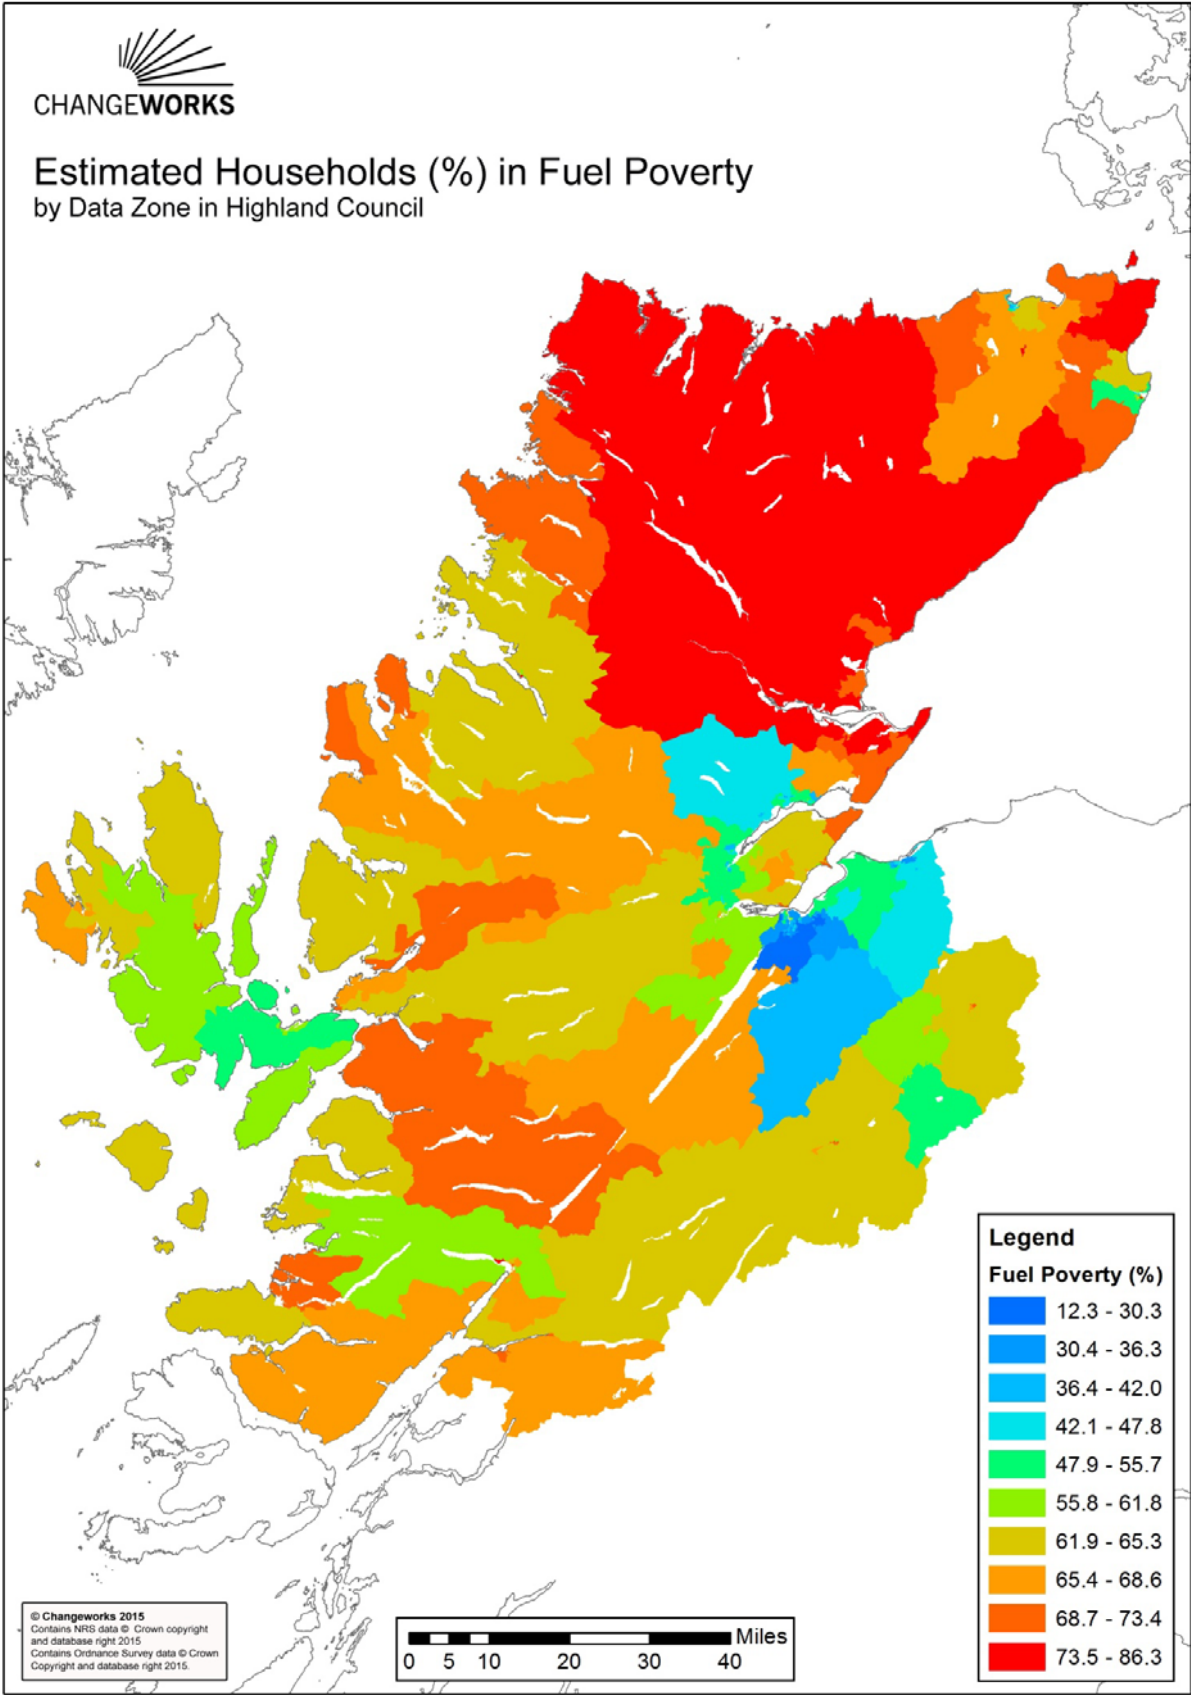 CHANGEWORKS
Estimated Households (%) in Fuel Poverty
by Data Zone in Highland Council
Legend
Fuel Poverty (%)
12.3 - 30.3
30.4 - 36.3
36.4 - 42.0
42.1 - 47.8
47.9 - 55.7
55.8 - 61.8
61.9 - 65.3
65.4 - 68.6
68.7 - 73.4
73.5 - 86.3
© Changeworks 2015
Contains NRS data © Crown copyright
and database right 2015
Contains Ordnance Survey data © Crown
Copyright and database right 2015.
Miles
0 5 10 20 30 40